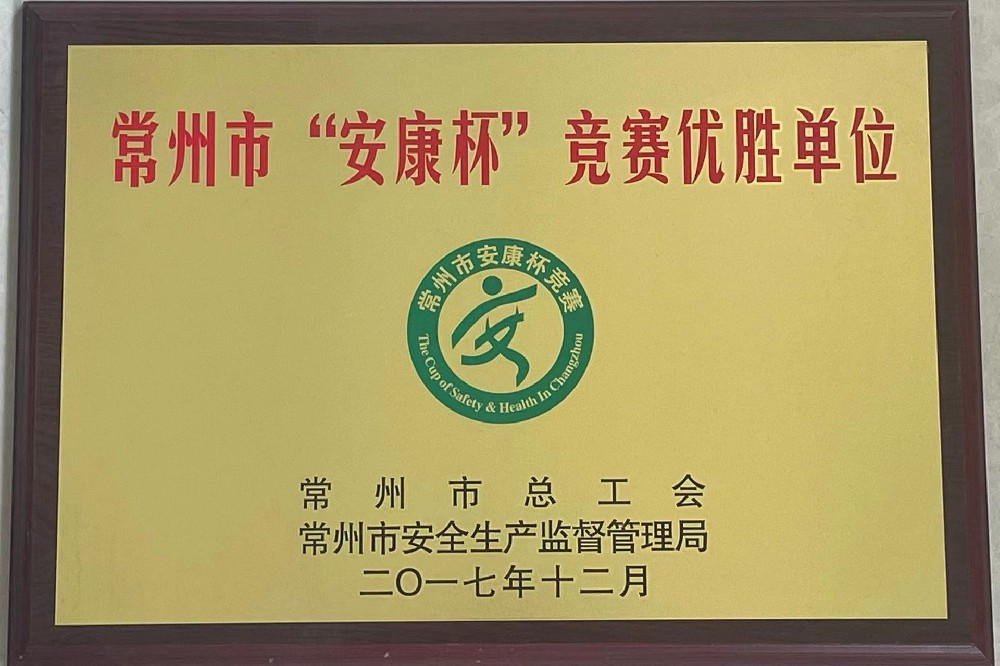 常州市“安康杯”竞赛优胜单位
常州市安康杯竞赛
The Cup of Safety & Health In Changzhou
常州市总工会
常州市安全生产监督管理局
二〇一七年十二月